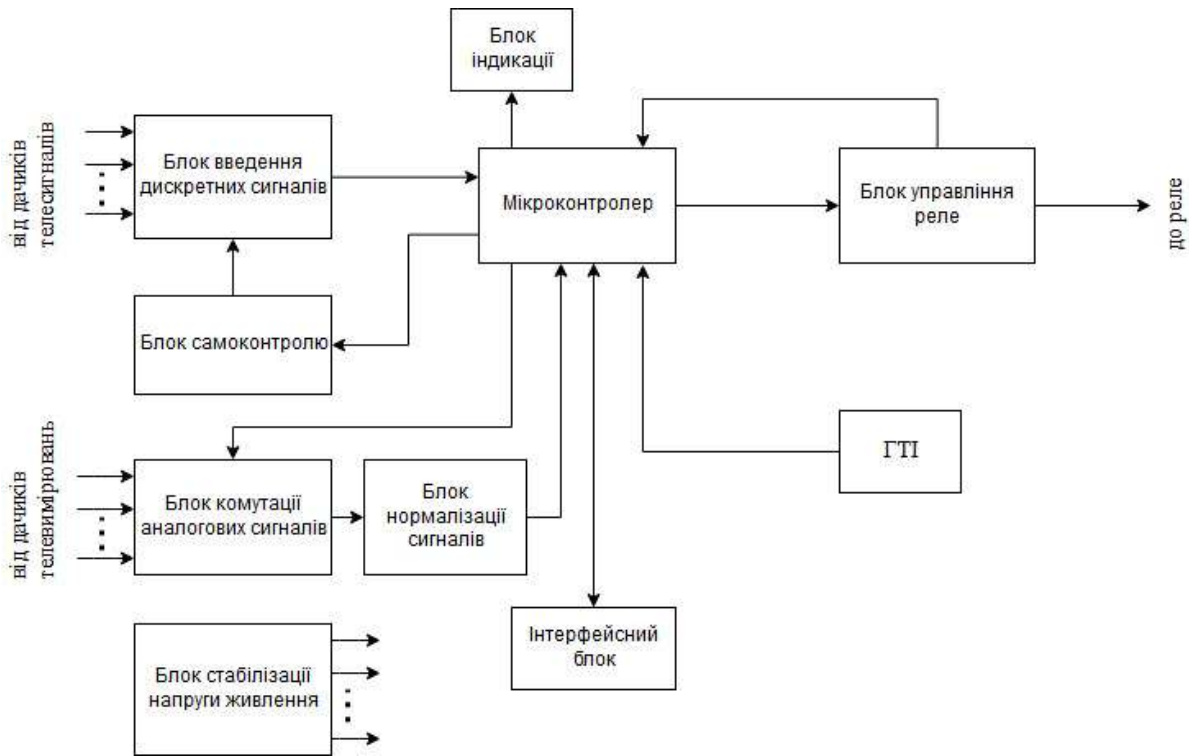 Блок
індикації
від дачиків
телесигналів
Блок введення
дискретних сигналів
Мікроконтролер
Блок управління
реле
до реле
Блок самоконтролю
від дачиків
телевимірювань
Блок комутації
аналогових сигналів
Блок
нормалізації
сигналів
ГТІ
Блок стабілізації
напруги живлення
Інтерфейсний
блок